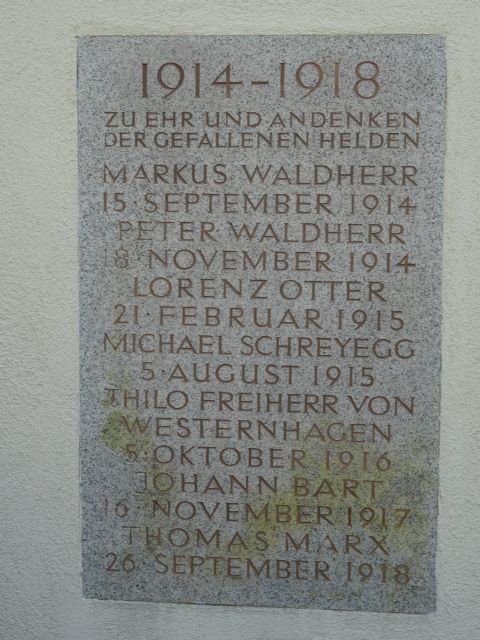 1914-1918
ZU EHR UND ANDENKEN
DER GEFALLENEN HELDEN
MARKUS WALDHERR
15·SEPTEMBER 1914
PETER WALDHERR
18·NOVEMBER 1914
LORENZ OTTER
21·FEBRUAR 1915
MICHAEL SCHREYEGG
5·AUGUST 1915
THILO FREIHERR VON
WESTERNHAGEN
5·OKTOBER 1916
JOHANN BART
16·NOVEMBER 1917
THOMAS MARX
26·SEPTEMBER 1918